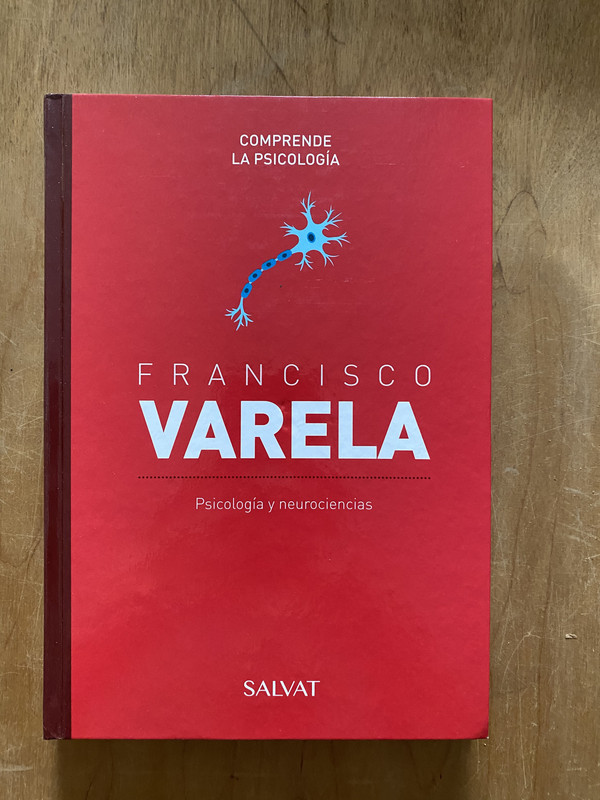 COMPRENDE
LA PSICOLOGÍA
FRANCISCO
VARELA
Psicología y neurociencias
SALVAT